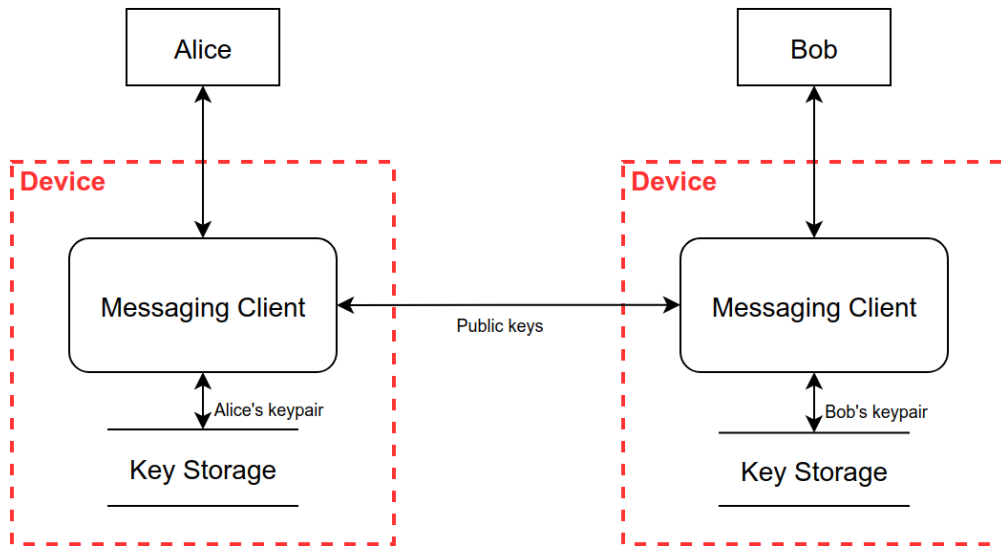 Alice
Bob
Device
Device
Messaging Client
Messaging Client
Public keys
Alice's keypair
Bob's keypair
Key Storage
Key Storage